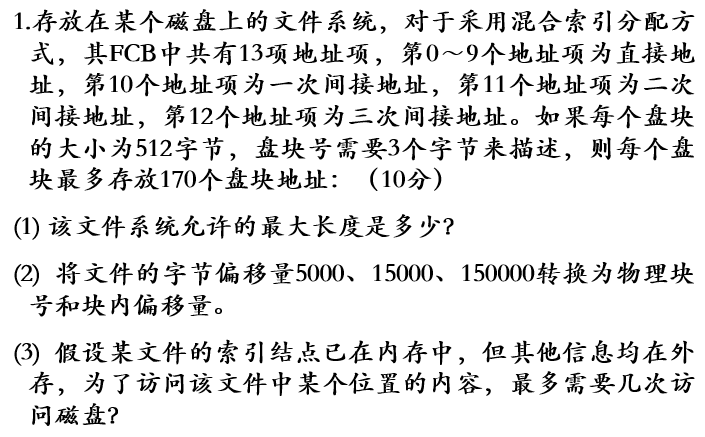 1.存放在某个磁盘上的文件系统，对于采用混合索引分配方
式，其FCB中共有13项地址项，第0～9个地址项为直接地
址，第10个地址项为一次间接地址，第11个地址项为二次
间接地址，第12个地址项为三次间接地址。如果每个盘块
的大小为512字节，盘块号需要3个字节来描述，则每个盘
块最多存放170个盘块地址：（10分）
(1) 该文件系统允许的最大长度是多少?
(2) 将文件的字节偏移量5000、15000、150000转换为物理块
号和块内偏移量。
(3) 假设某文件的索引结点已在内存中，但其他信息均在外
存，为了访问该文件中某个位置的内容，最多需要几次访
问磁盘?